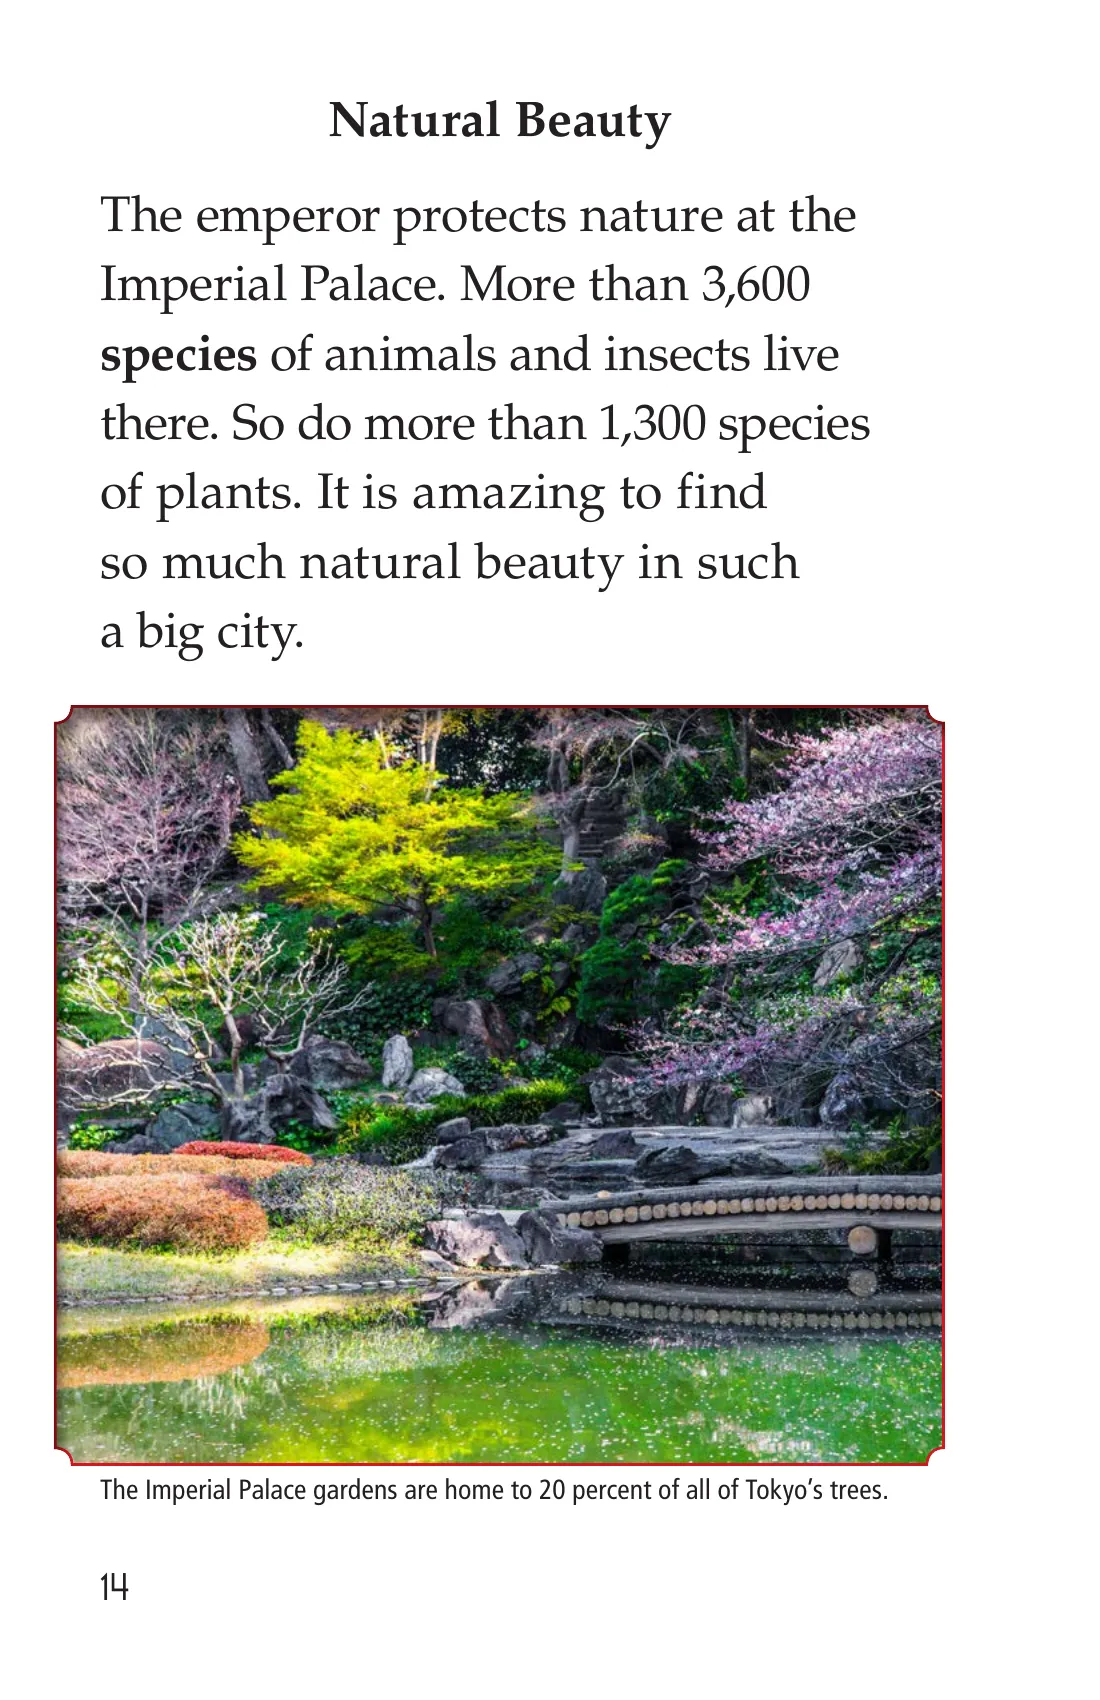 Natural Beauty
The emperor protects nature at the
Imperial Palace. More than 3,600
species of animals and insects live
there. So do more than 1,300 species
of plants. It is amazing to find
so much natural beauty in such
a big city.
The Imperial Palace gardens are home to 20 percent of all of Tokyo’s trees.
14